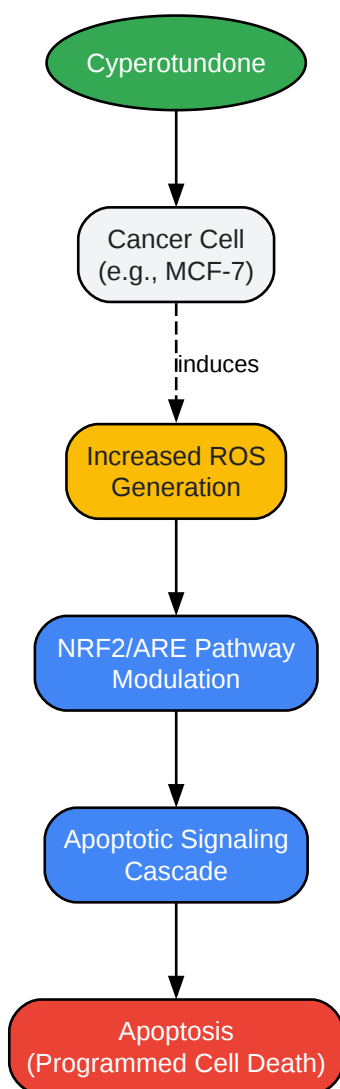 Cyperotundone
Cancer Cell
(e.g., MCF-7)
induces
Increased ROS
Generation
NRF2/ARE Pathway
Modulation
Apoptotic Signaling
Cascade
Apoptosis
(Programmed Cell Death)